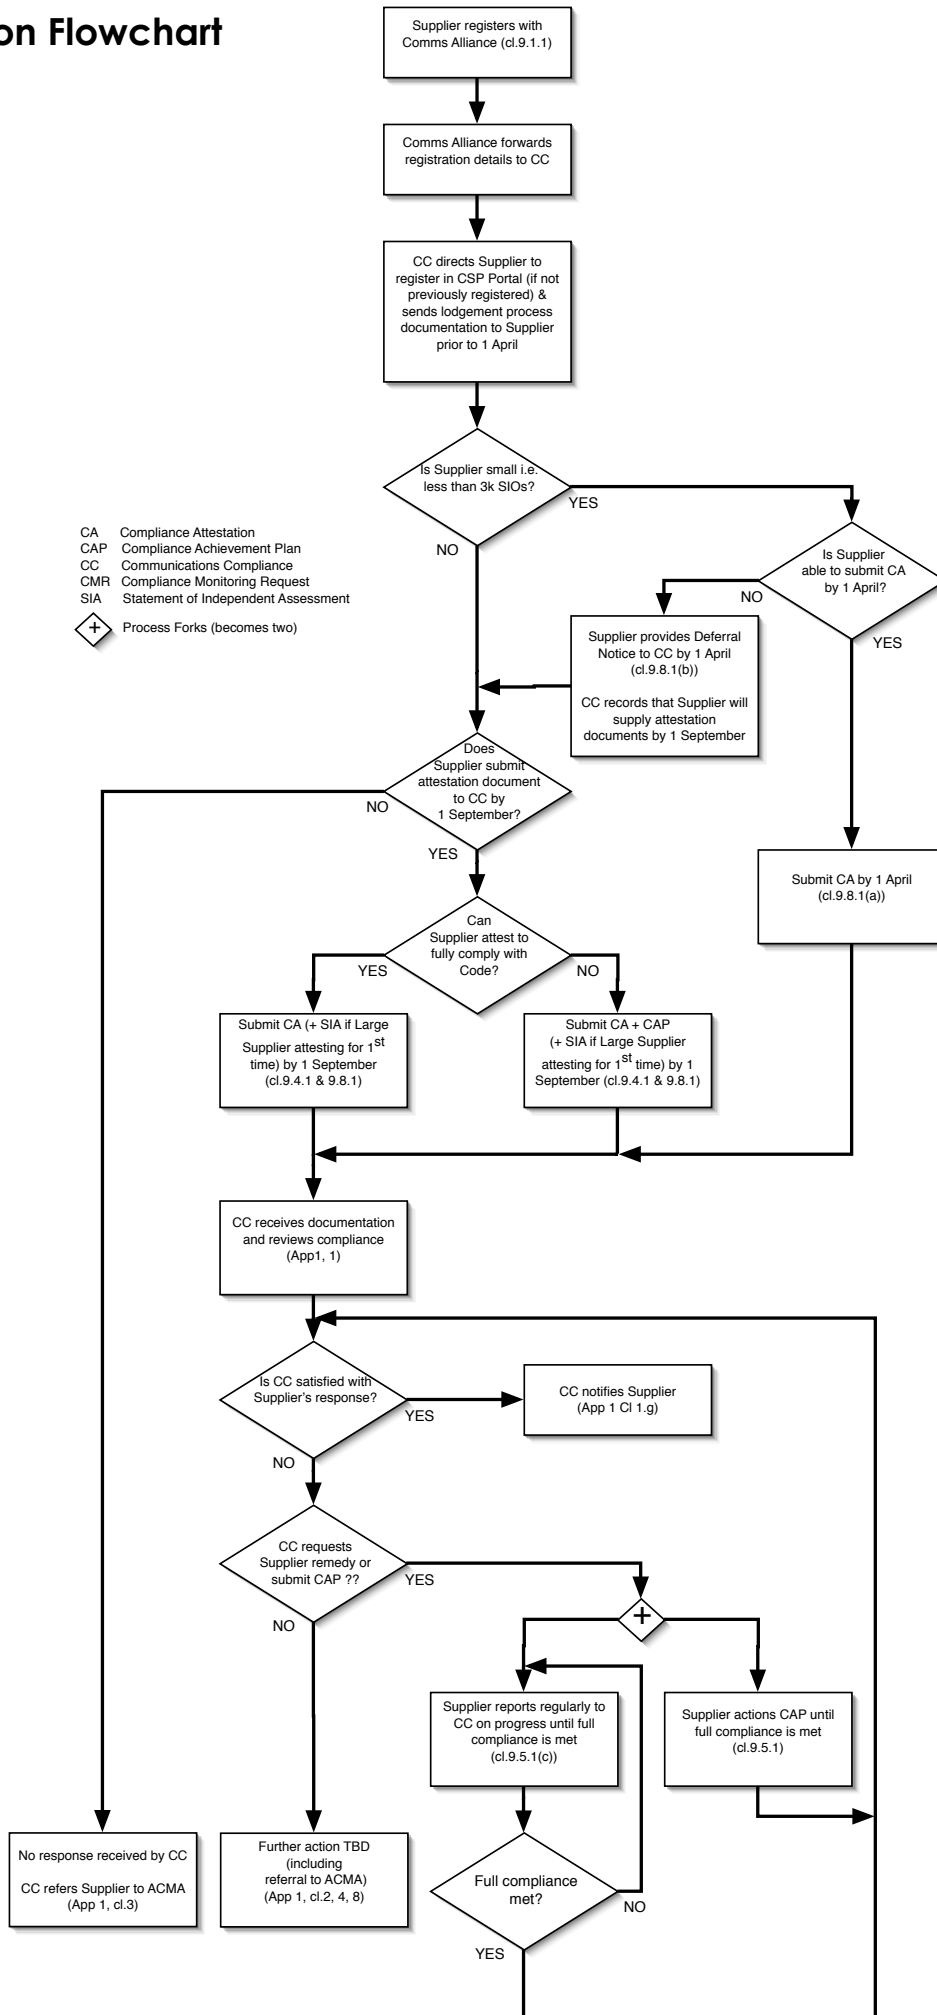 on Flowchart
Supplier registers with
Comms Alliance (cl.9.1.1)
Comms Alliance forwards
registration details to CC
CC directs Supplier to
register in CSP Portal (if not
previously registered) &
sends lodgement process
documentation to Supplier
prior to 1 April
Is Supplier small i.e.
less than 3k SIOs?
YES
NO
CA Compliance Attestation
CAP Compliance Achievement Plan
CC Communications Compliance
CMR Compliance Monitoring Request
SIA Statement of Independent Assessment
+ Process Forks (becomes two)
Is Supplier
able to submit CA
by 1 April?
NO
YES
Supplier provides Deferral
Notice to CC by 1 April
(cl.9.8.1(b))
CC records that Supplier will
supply attestation
documents by 1 September
Does
Supplier submit
attestation document
to CC by
1 September?
NO
YES
Submit CA by 1 April
(cl.9.8.1(a))
Can
Supplier attest to
fully comply with
Code?
YES
NO
Submit CA (+ SIA if Large
Supplier attesting for 1st
time) by 1 September
(cl.9.4.1 & 9.8.1)
Submit CA + CAP
(+ SIA if Large Supplier
attesting for 1st time) by 1
September (cl.9.4.1 & 9.8.1)
CC receives documentation
and reviews compliance
(App1, 1)
Is CC satisfied with
Supplier's response?
YES
NO
CC notifies Supplier
(App 1 Cl 1.g)
CC requests
Supplier remedy or
submit CAP ??
YES
NO
+
Supplier reports regularly to
CC on progress until full
compliance is met
(cl.9.5.1(c))
Supplier actions CAP until
full compliance is met
(cl.9.5.1)
No response received by CC
CC refers Supplier to ACMA
(App 1, cl.3)
Further action TBD
(including
referral to ACMA)
(App 1, cl.2, 4, 8)
Full compliance
met?
NO
YES